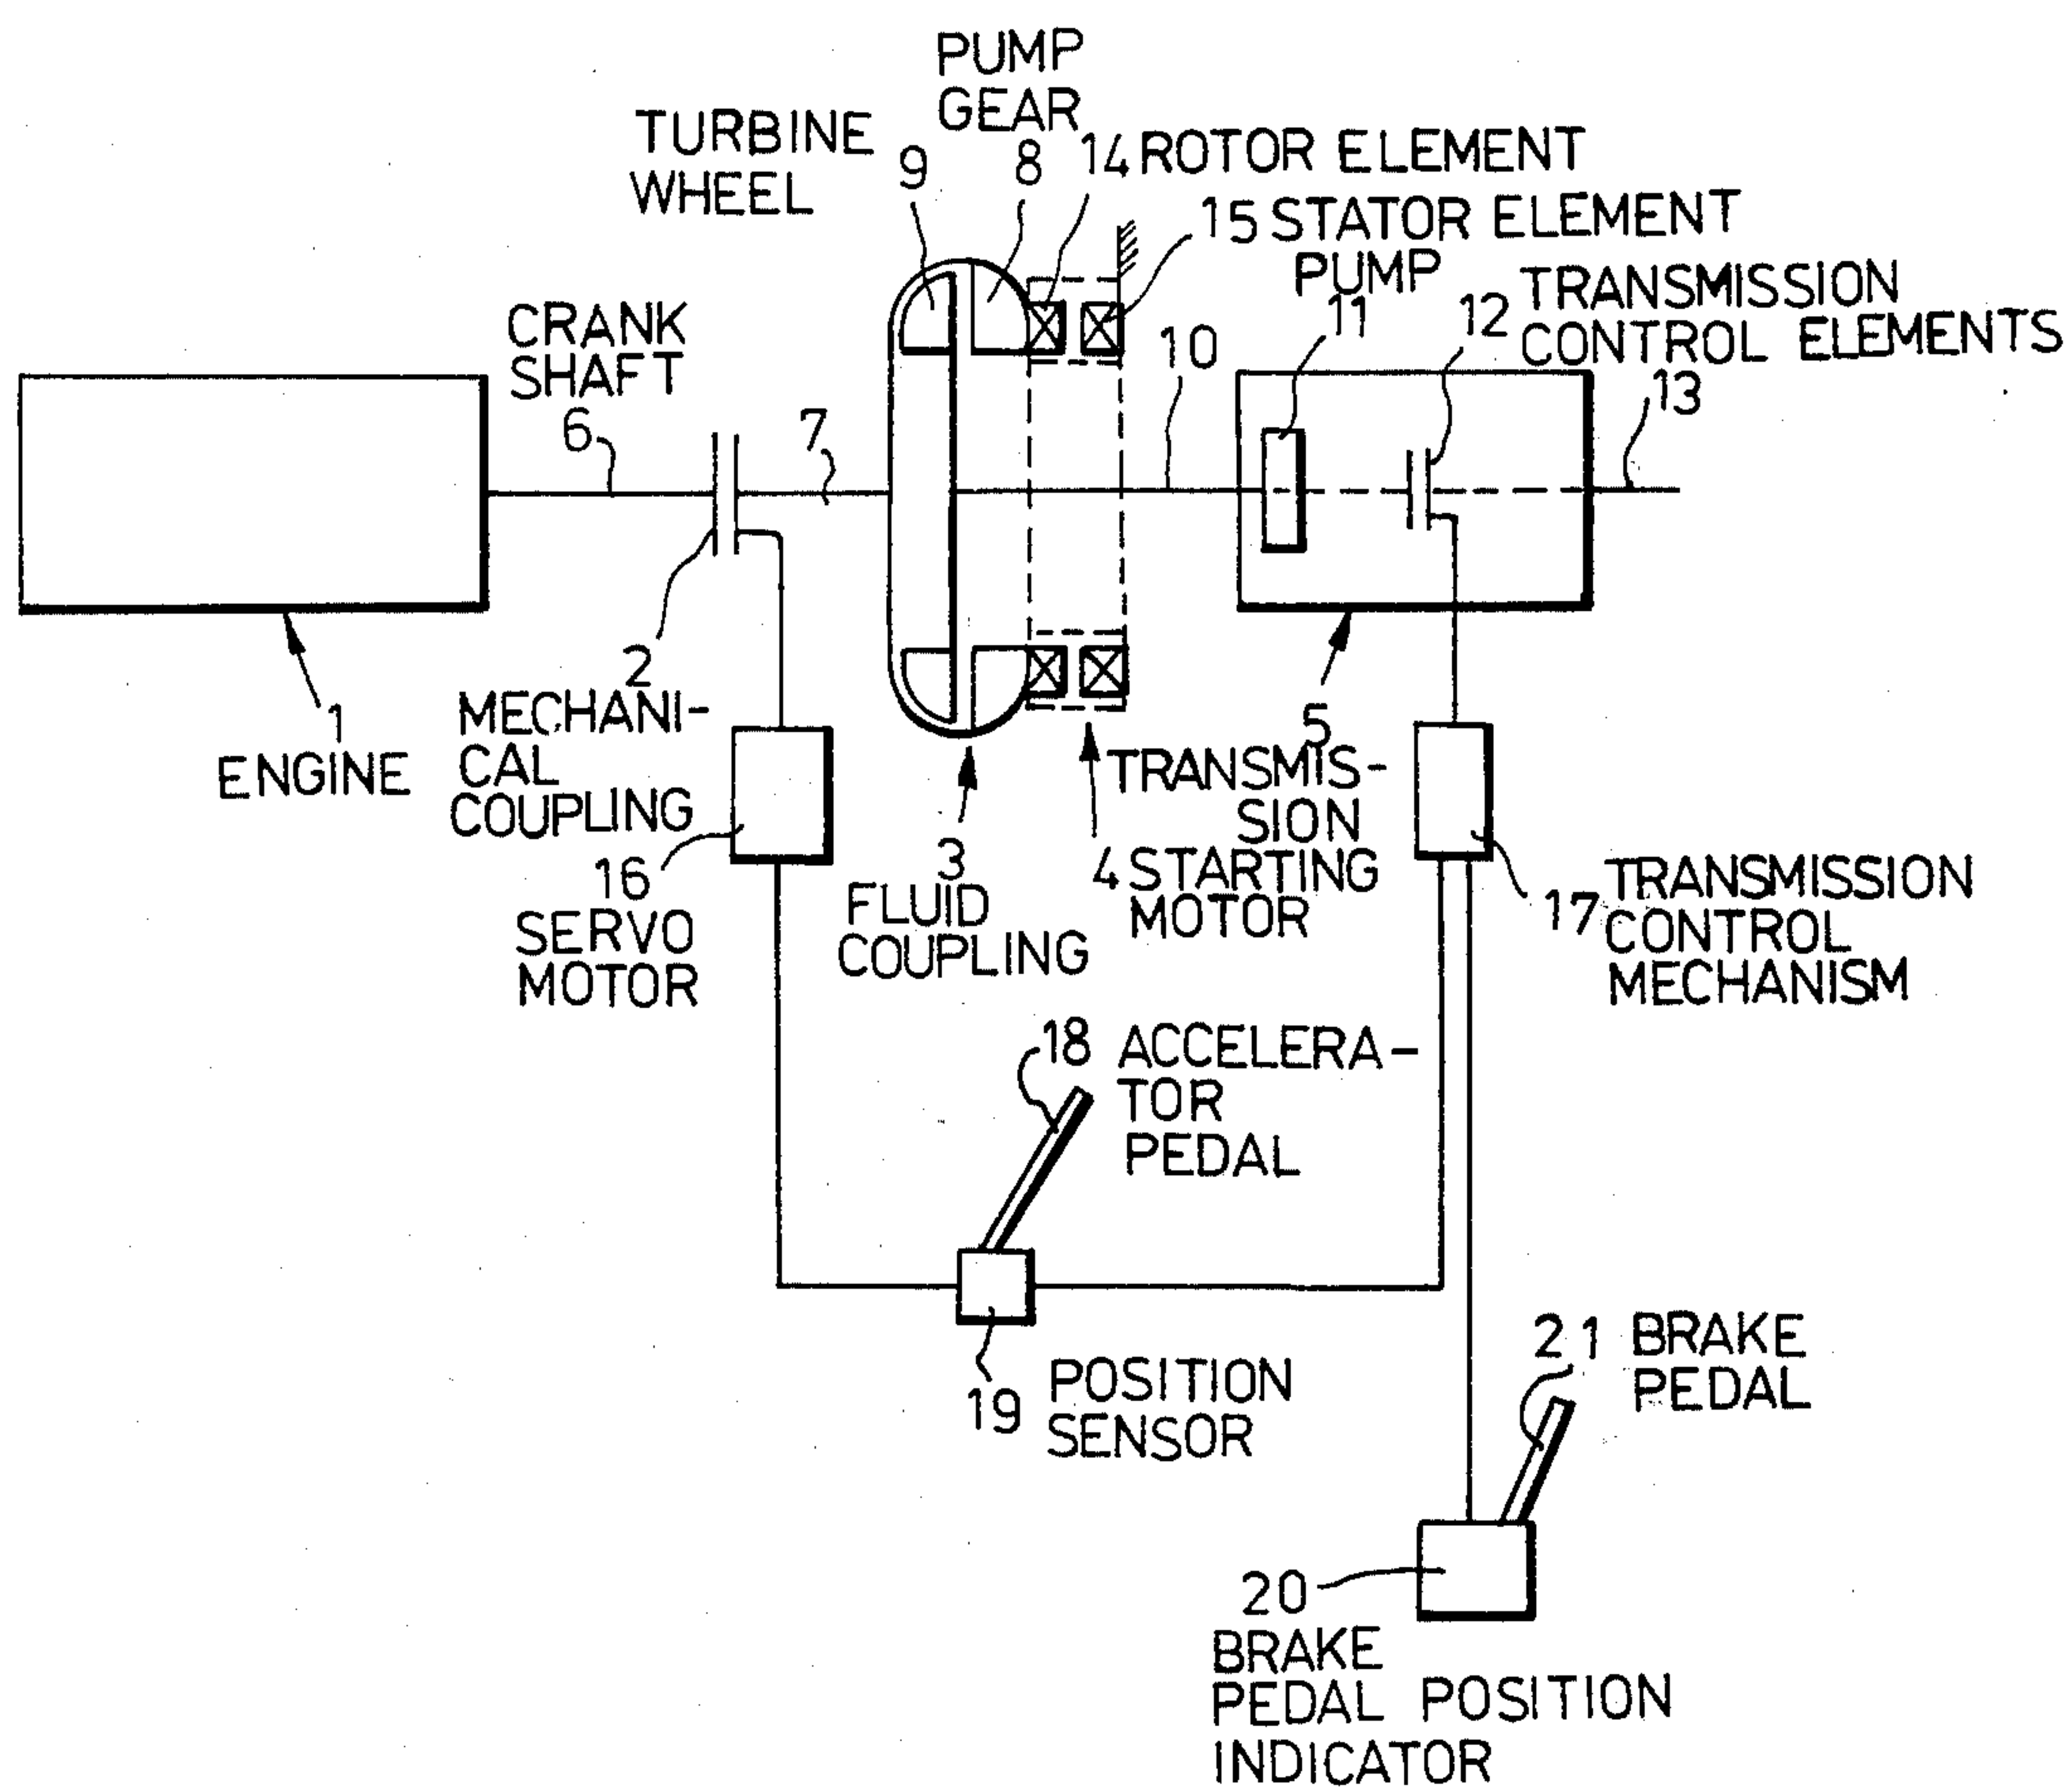 PUMP
GEAR
TURBINE
WHEEL
9
8
14 ROTOR ELEMENT
15 STATOR ELEMENT
PUMP
11
12 TRANSMISSION
CONTROL ELEMENTS
13
CRANK
SHAFT
6
7
10
2
MECHANI-
CAL
COUPLING
1
ENGINE
16
SERVO
MOTOR
3
FLUID
COUPLING
5
TRANSMIS-
SION
4 STARTING
MOTOR
17 TRANSMISSION
CONTROL
MECHANISM
18 ACCELERA-
TOR
PEDAL
19 POSITION
SENSOR
21 BRAKE
PEDAL
20
BRAKE
PEDAL POSITION
INDICATOR